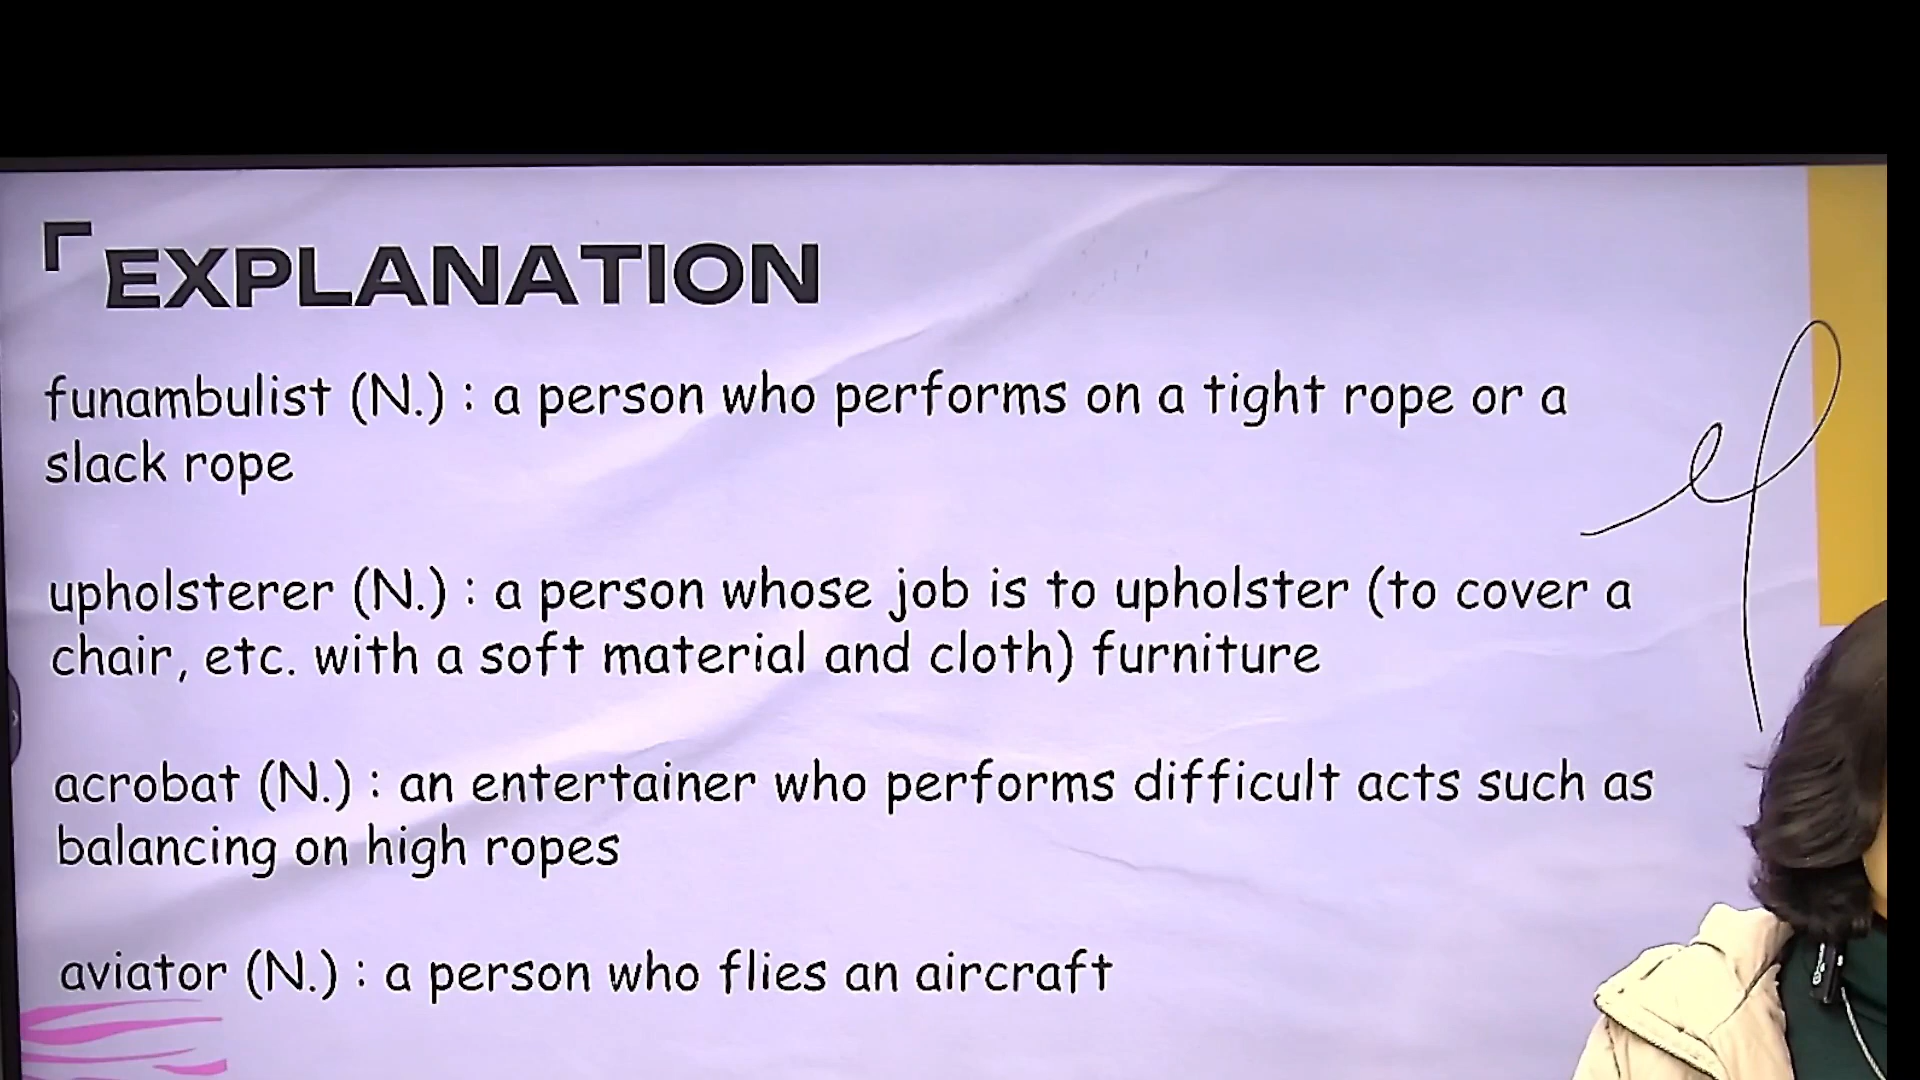 EXPLANATION
funambulist (N.) : a person who performs on a tight rope or a
slack rope
upholsterer (N.) : a person whose job is to upholster (to cover a
chair, etc. with a soft material and cloth) furniture
acrobat (N.) : an entertainer who performs difficult acts such as
balancing on high ropes
aviator (N.) : a person who flies an aircraft